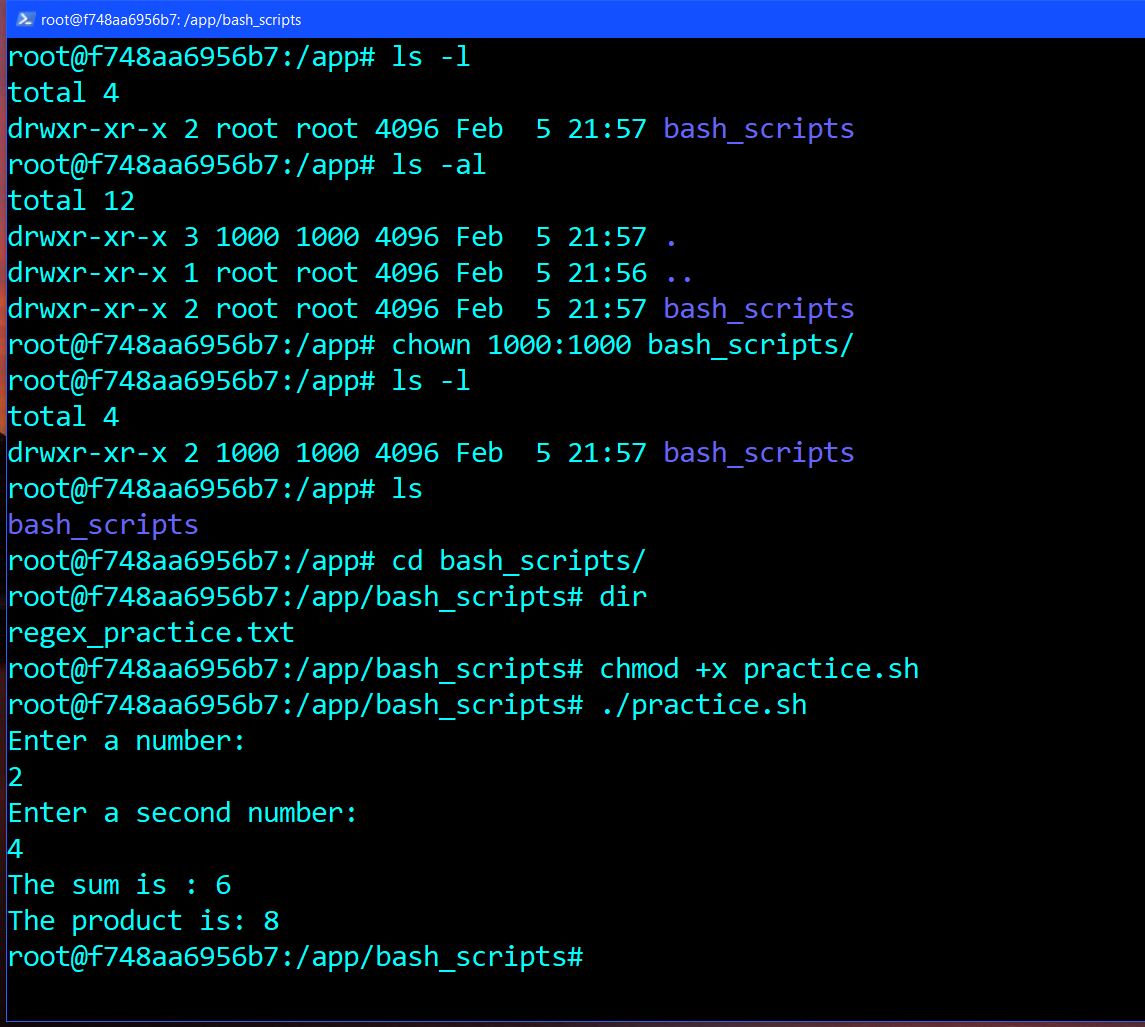 root@f748aa6956b7: /app/bash_scripts
root@f748aa6956b7:/app# ls -l
total 4
drwxr-xr-x 2 root root 4096 Feb  5 21:57 bash_scripts
root@f748aa6956b7:/app# ls -al
total 12
drwxr-xr-x 3 1000 1000 4096 Feb  5 21:57 .
drwxr-xr-x 1 root root 4096 Feb  5 21:56 ..
drwxr-xr-x 2 root root 4096 Feb  5 21:57 bash_scripts
root@f748aa6956b7:/app# chown 1000:1000 bash_scripts/
root@f748aa6956b7:/app# ls -l
total 4
drwxr-xr-x 2 1000 1000 4096 Feb  5 21:57 bash_scripts
root@f748aa6956b7:/app# ls
bash_scripts
root@f748aa6956b7:/app# cd bash_scripts/
root@f748aa6956b7:/app/bash_scripts# dir
regex_practice.txt
root@f748aa6956b7:/app/bash_scripts# chmod +x practice.sh
root@f748aa6956b7:/app/bash_scripts# ./practice.sh
Enter a number:
2
Enter a second number:
4
The sum is : 6
The product is: 8
root@f748aa6956b7:/app/bash_scripts#